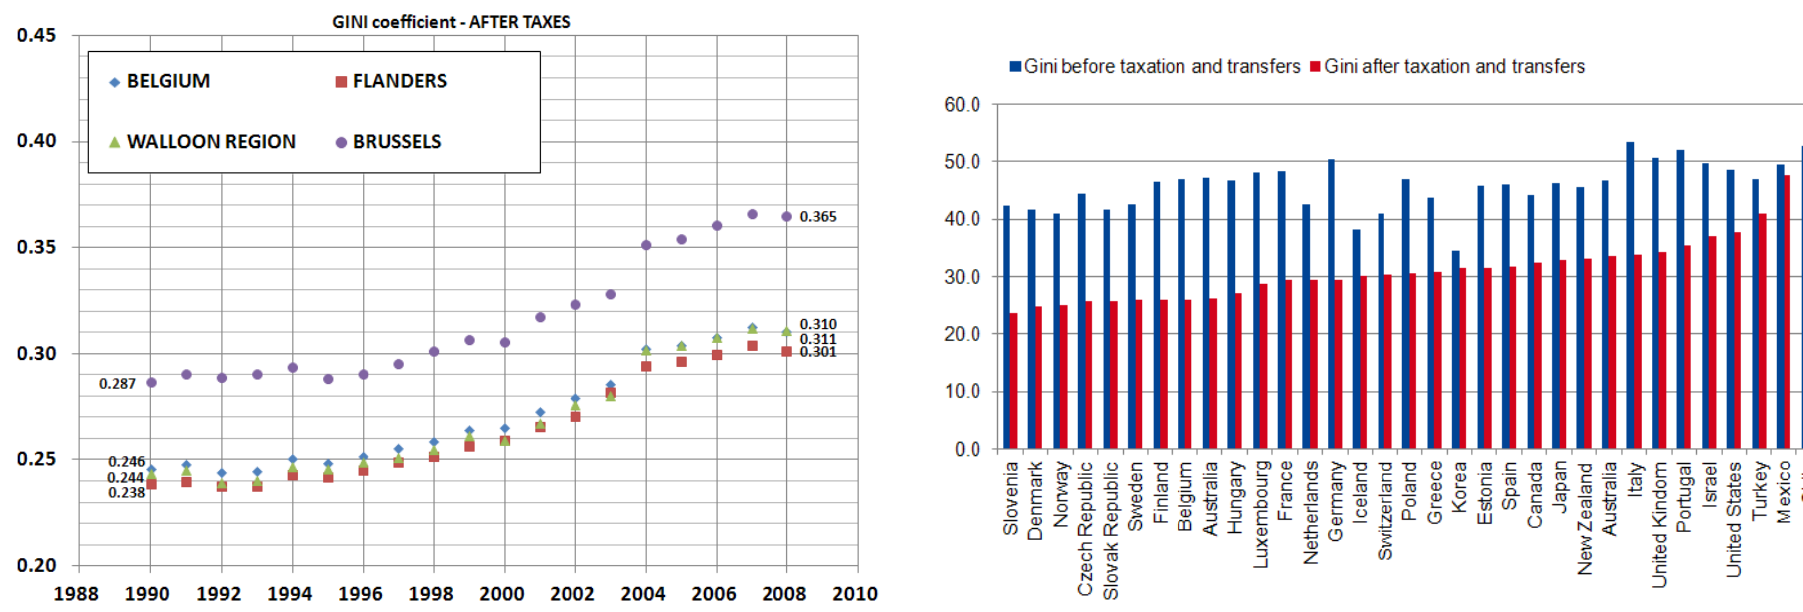 GINI coefficient - AFTER TAXES
0.45
0.40
0.35
0.30
0.25
0.20
BELGIUM
FLANDERS
WALLOON REGION
BRUSSELS
0.287
0.246
0.244
0.238
0.365
0.310
0.311
0.301
1988 1990 1992 1994 1996 1998 2000 2002 2004 2006 2008 2010
Gini before taxation and transfers
Gini after taxation and transfers
60.0
50.0
40.0
30.0
20.0
10.0
0.0
Slovenia
Denmark
Norway
Czech Republic
Slovak Republic
Sweden
Finland
Belgium
Australia
Hungary
Luxembourg
France
Netherlands
Germany
Iceland
Switzerland
Poland
Greece
Korea
Estonia
Spain
Canada
Japan
New Zealand
Australia
Italy
United Kindom
Portugal
Israel
United States
Turkey
Mexico